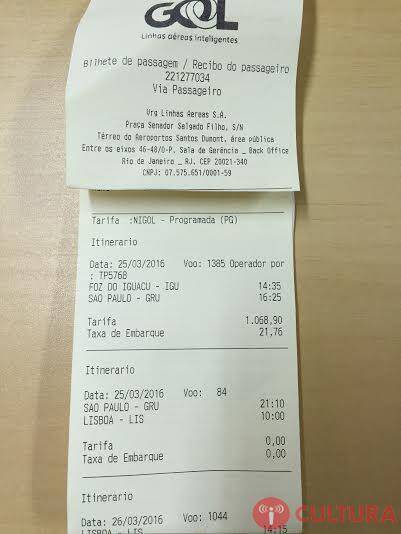 GOL
Linhas aéreas inteligentes
Bilhete de passagem / Recibo do passageiro
221277034
Via Passageiro
Vrg Linhas Aereas S.A.
Praça Senador Salgado Filho, S/N
Térreo do Aeroportos Santos Dumont, área pública
Entre os eixos 46-48/O-P, Sala de Gerência _ Back Office
Rio de Janeiro _ RJ, CEP 20021-340
CNPJ: 07.575.651/0001-59
Tarifa :NIGOL - Programada (PG)
Itinerario
Data: 25/03/2016 Voo: 1385 Operador por
: TP5768
FOZ DO IGUACU - IGU 14:35
SAO PAULO - GRU 16:25
Tarifa 1.068,90
Taxa de Embarque 21,76
Itinerario
Data: 25/03/2016 Voo: 84
SAO PAULO - GRU 21:10
LISBOA - LIS 10:00
Tarifa 0,00
Taxa de Embarque 0,00
Itinerario
Data: 26/03/2016 Voo: 1044
LISBOA - LIS 14:15
CULTURA